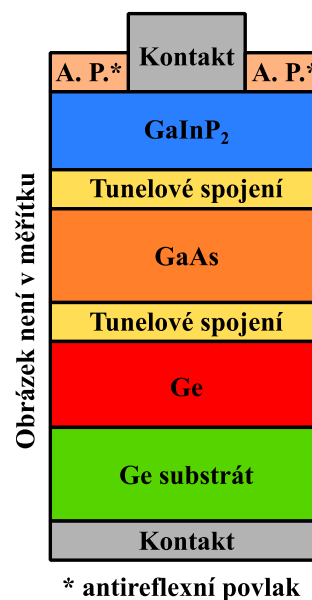 Kontakt
A. P.*
A. P.*
GaInP₂
Tunelové spojení
GaAs
Tunelové spojení
Ge
Ge substrát
Kontakt
Obrázek není v měřítku
* antireflexní povlak